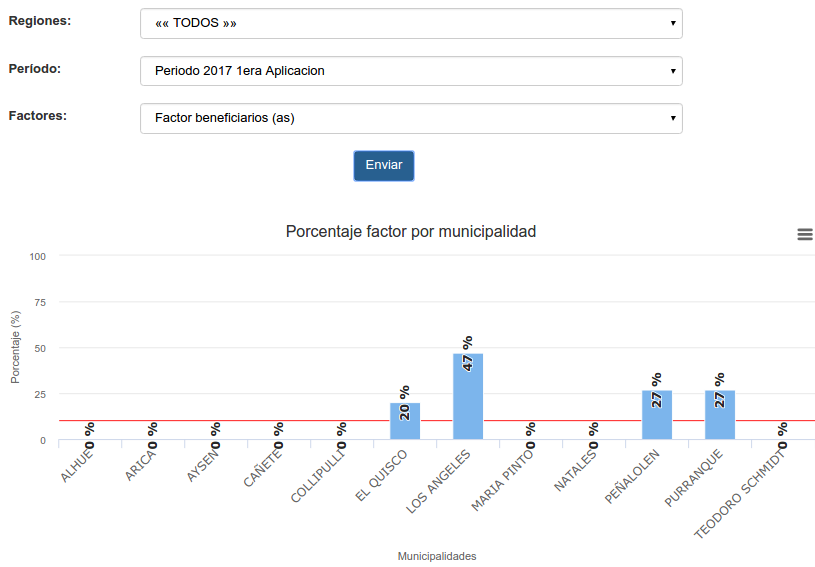 Regiones: «« TODOS »»
Período: Periodo 2017 1era Aplicacion
Factores: Factor beneficiarios (as)
Enviar
Porcentaje factor por municipalidad
Porcentaje (%)
100
75
50
25
0
0 %
0 %
0 %
0 %
0 %
20 %
47 %
0 %
0 %
27 %
27 %
0 %
ALHUE
ARICA
AYSEN
CAÑETE
COLLIPULLI
EL QUISCO
LOS ANGELES
MARIA PINTO
NATALES
PEÑALOLEN
PURRANQUE
TEODORO SCHMIDT
Municipalidades